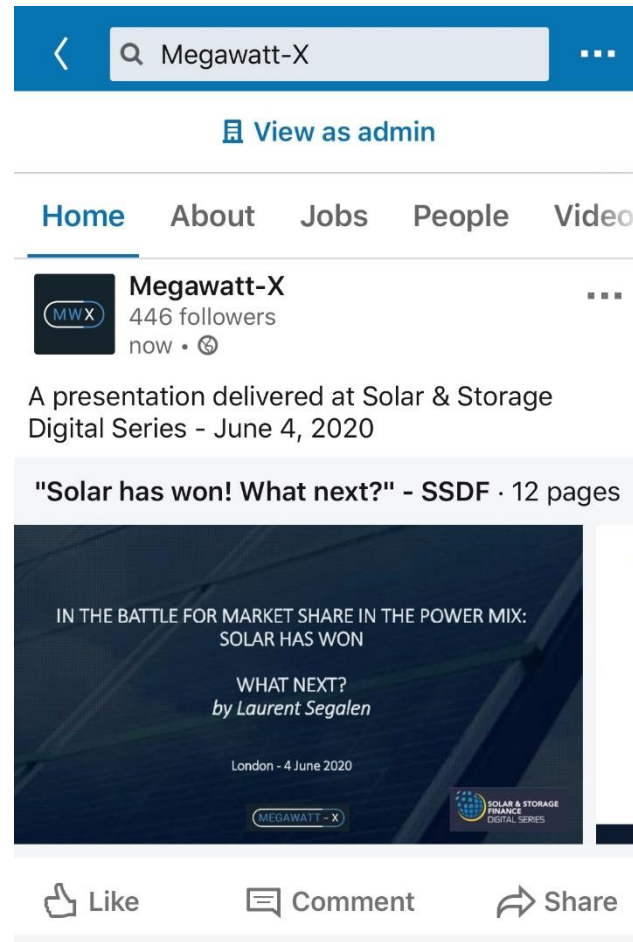 Megawatt-X
View as admin
Home About Jobs People Video
MWX
Megawatt-X
446 followers
now •
A presentation delivered at Solar & Storage
Digital Series - June 4, 2020
"Solar has won! What next?" - SSDF · 12 pages
IN THE BATTLE FOR MARKET SHARE IN THE POWER MIX:
SOLAR HAS WON
WHAT NEXT?
by Laurent Segalen
London - 4 June 2020
MEGAWATT - X
SOLAR & STORAGE
FINANCE
DIGITAL SERIES
Like Comment Share